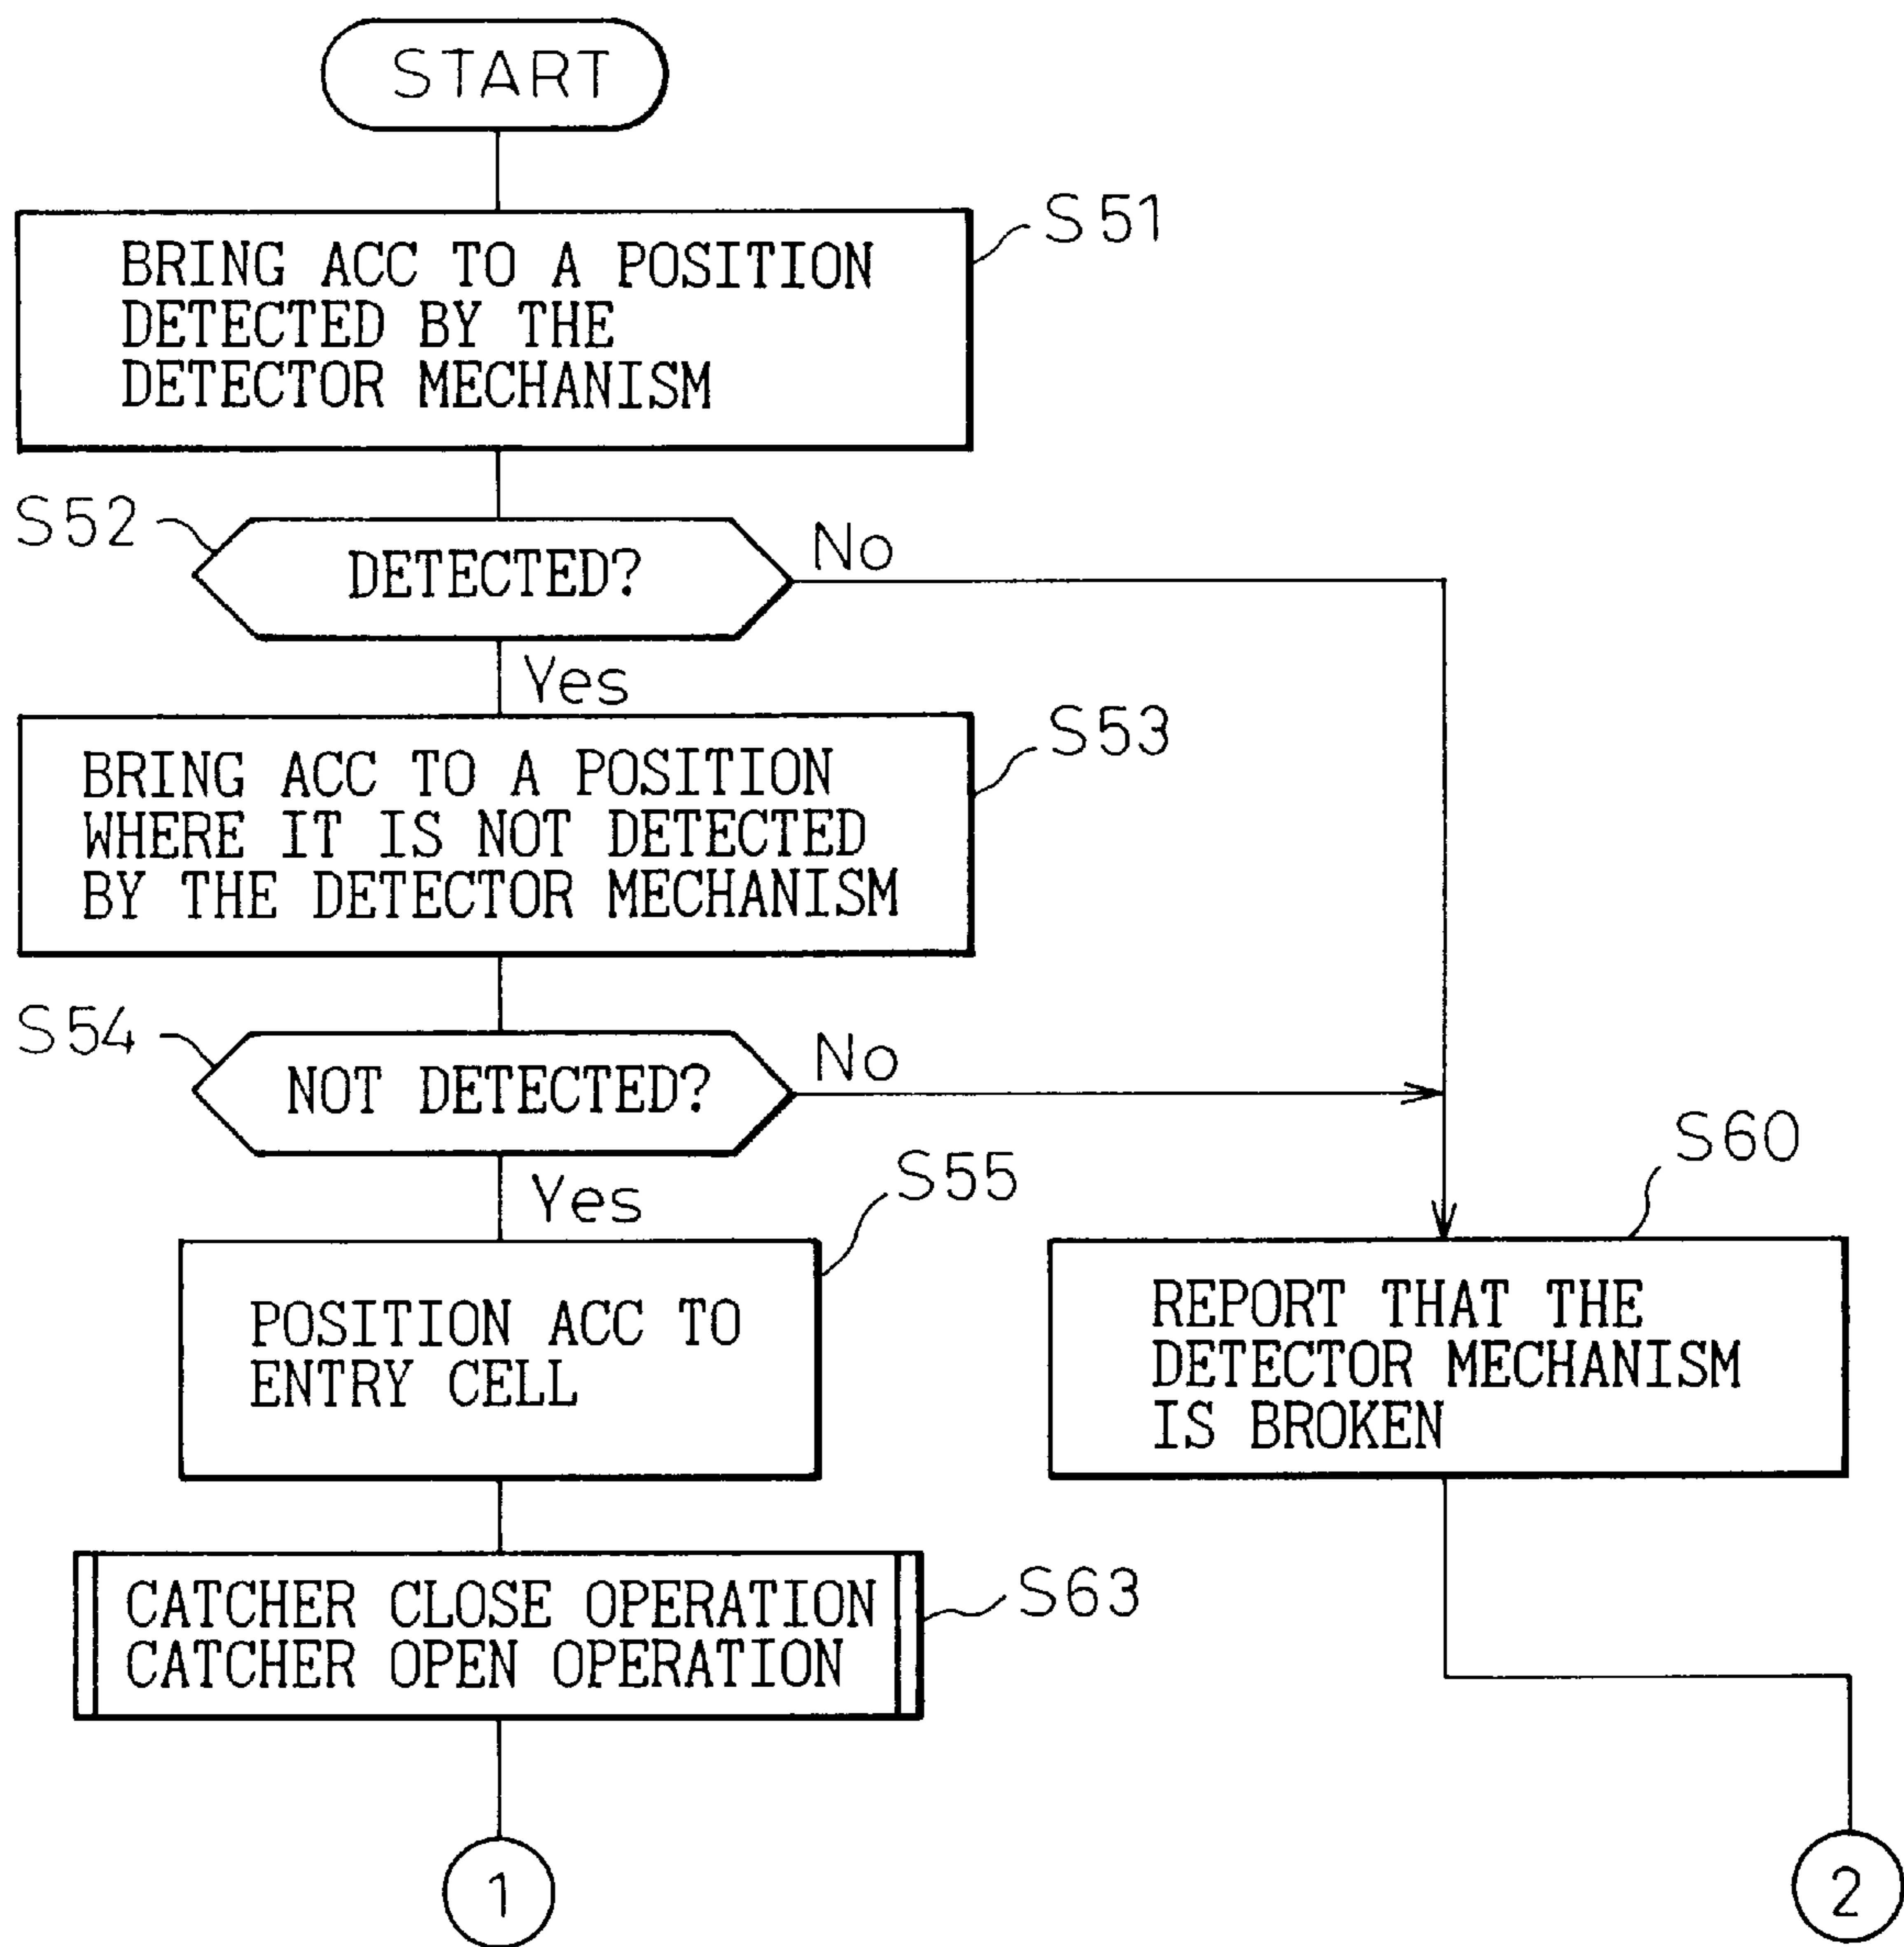 START
S51
BRING ACC TO A POSITION
DETECTED BY THE
DETECTOR MECHANISM
S52
DETECTED?
No
Yes
S53
BRING ACC TO A POSITION
WHERE IT IS NOT DETECTED
BY THE DETECTOR MECHANISM
S54
NOT DETECTED?
No
Yes
S55
POSITION ACC TO
ENTRY CELL
S60
REPORT THAT THE
DETECTOR MECHANISM
IS BROKEN
S63
CATCHER CLOSE OPERATION
CATCHER OPEN OPERATION
1
2